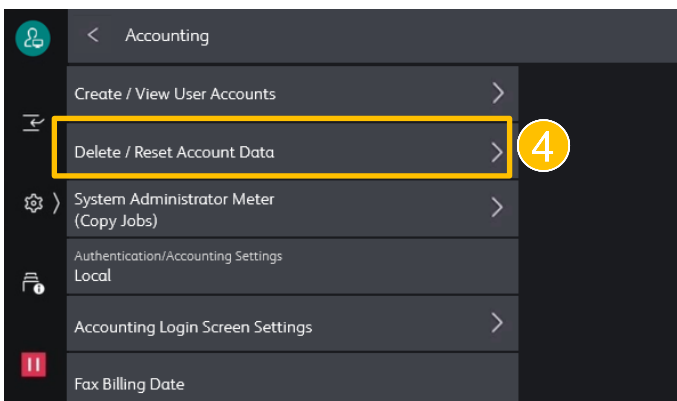 Accounting
Create / View User Accounts
Delete / Reset Account Data
4
System Administrator Meter
(Copy Jobs)
Authentication/Accounting Settings
Local
Accounting Login Screen Settings
Fax Billing Date